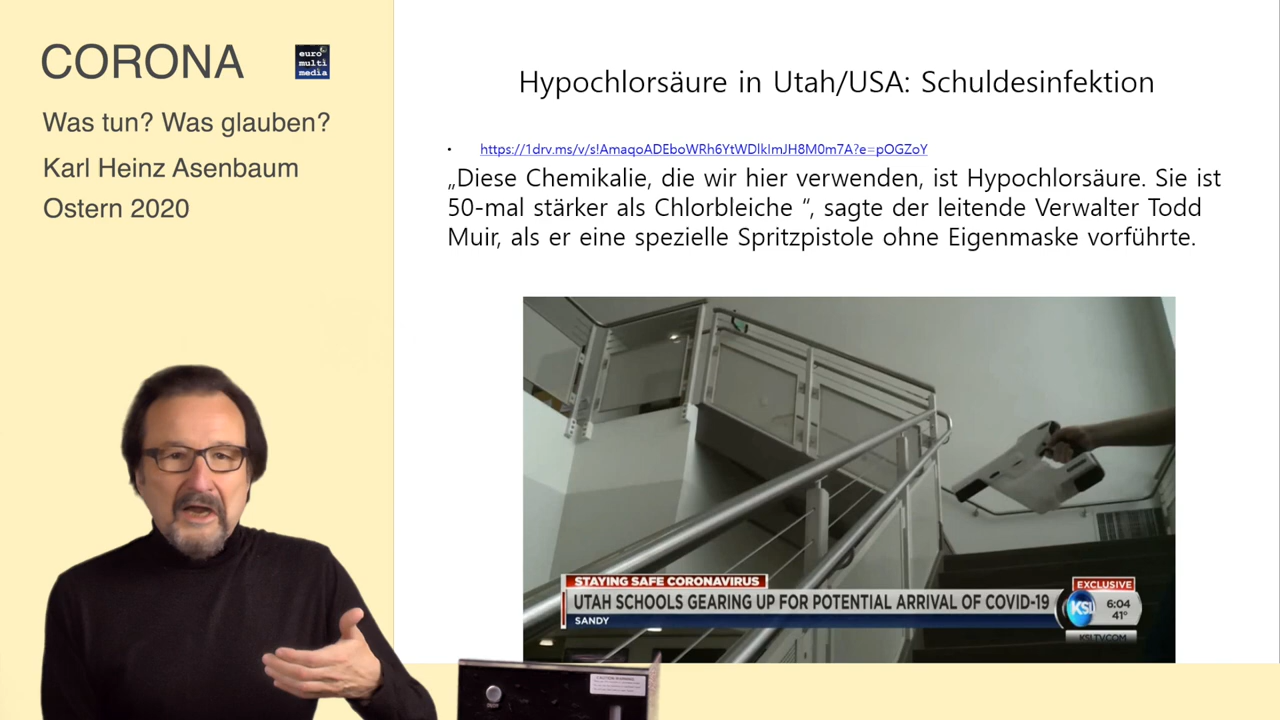 CORONA
euro
multi
media
Was tun? Was glauben?
Karl Heinz Asenbaum
Ostern 2020
Hypochlorsäure in Utah/USA: Schuldesinfektion
• https://1drv.ms/v/s!AmaqoADEboWRh6YtWDlkImJH8M0m7A?e=pOGZoY
„Diese Chemikalie, die wir hier verwenden, ist Hypochlorsäure. Sie ist
50-mal stärker als Chlorbleiche “, sagte der leitende Verwalter Todd
Muir, als er eine spezielle Spritzpistole ohne Eigenmaske vorführte.
STAYING SAFE CORONAVIRUS
EXCLUSIVE
UTAH SCHOOLS GEARING UP FOR POTENTIAL ARRIVAL OF COVID-19
KSL
6:04
41°
SANDY
KSLTV.COM